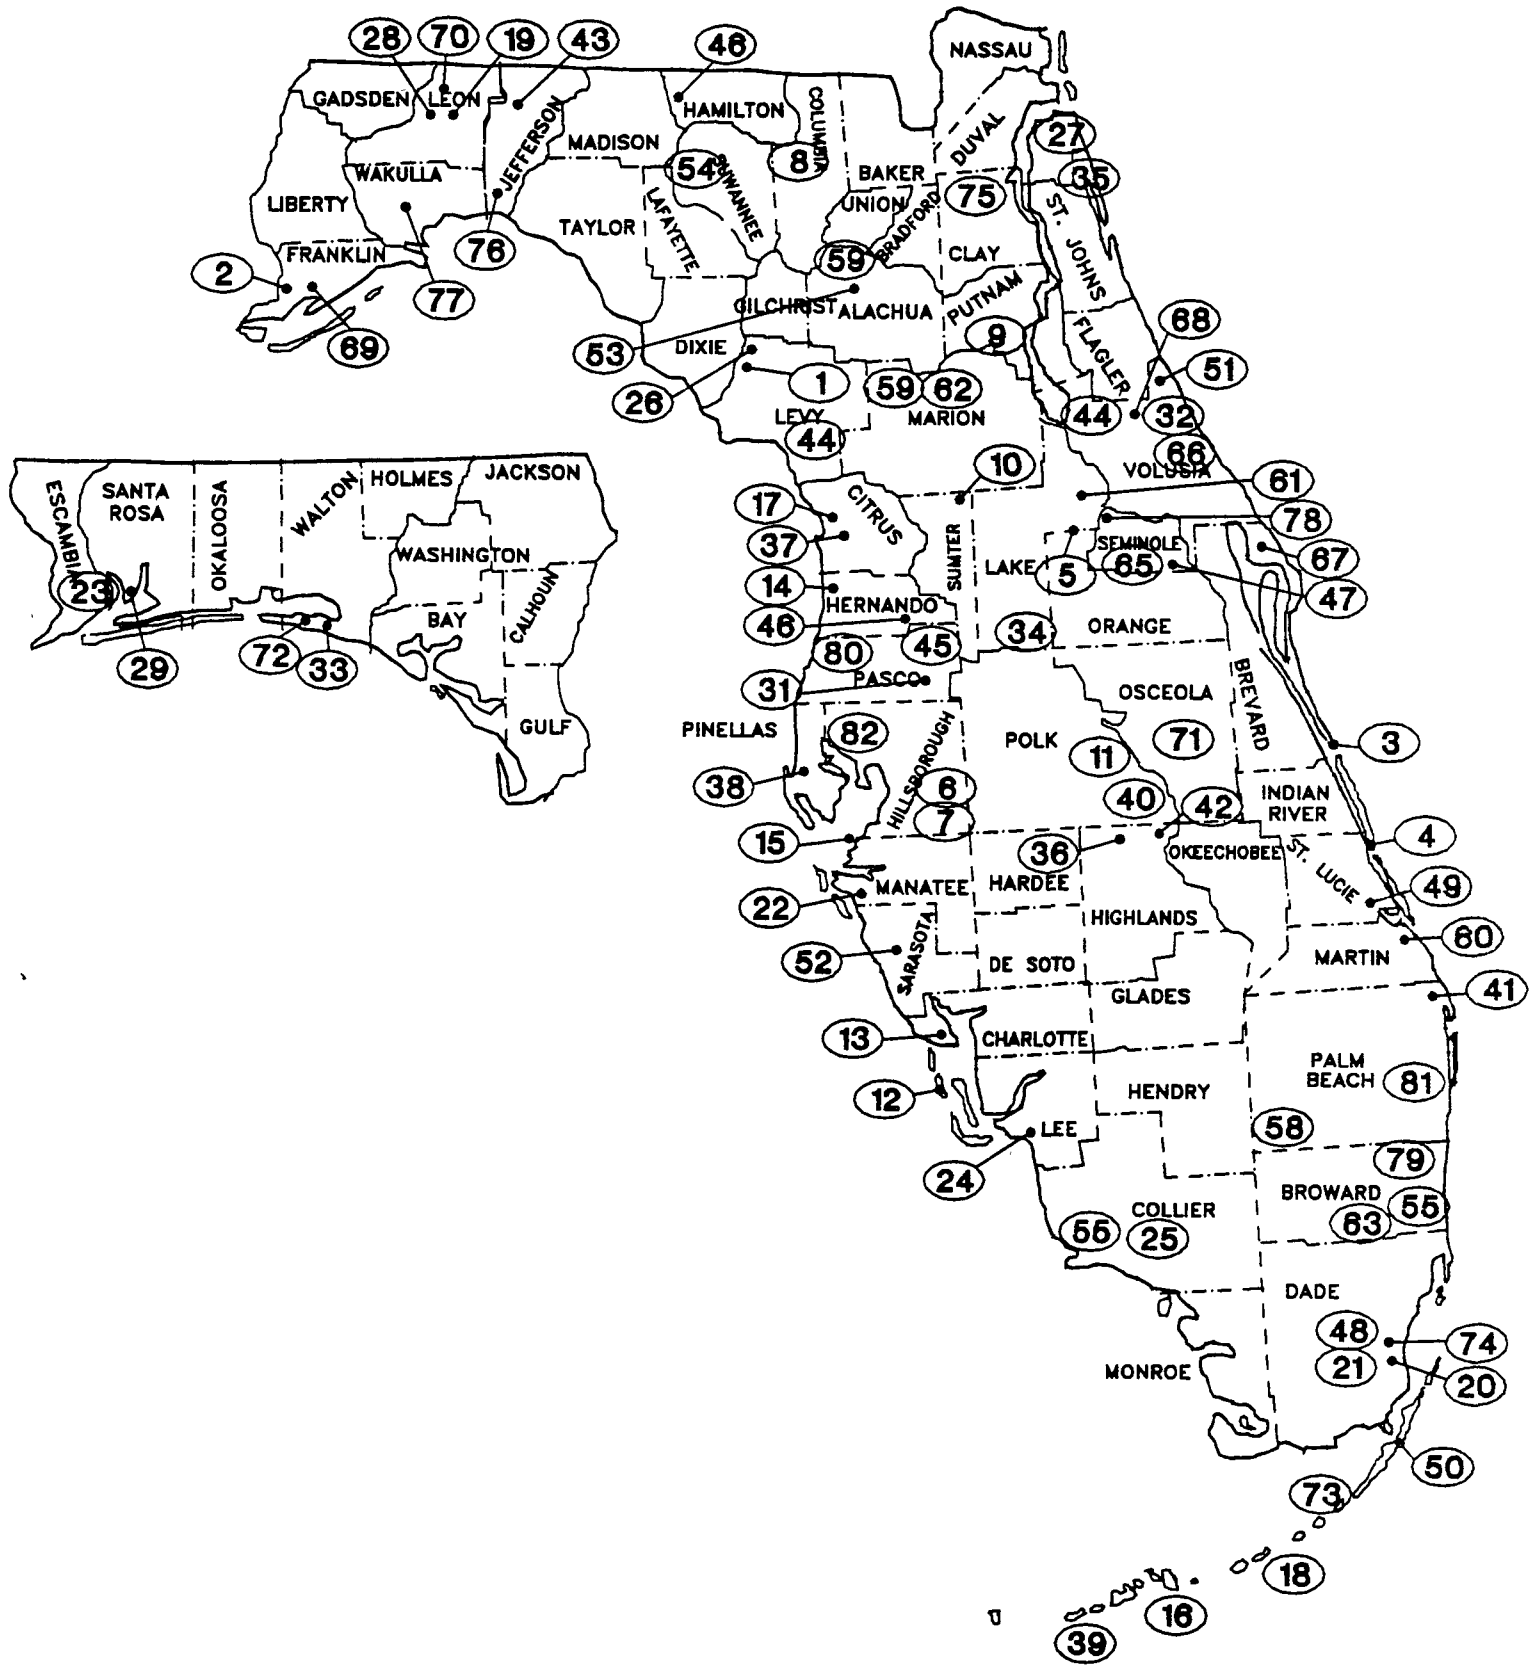 28
70
19
43
46
NASSAU
GADSDEN
LEON
HAMILTON
COLUMBIA
JEFFERSON
MADISON
DUVAL
27
WAKULLA
54
SUWANNEE
8
BAKER
35
75
LIBERTY
TAYLOR
LAFAYETTE
UNION
BRADFORD
ST. JOHNS
FRANKLIN
76
59
CLAY
2
77
GILCHRIST
ALACHUA
PUTNAM
69
53
DIXIE
9
FLAGLER
68
26
1
59
62
51
LEVY
MARION
44
32
44
66
VOLUSIA
10
61
ESCAMBIA
SANTA
ROSA
OKALOOSA
WALTON
HOLMES
JACKSON
17
CITRUS
78
WASHINGTON
37
SUMTER
LAKE
SEMINOLE
67
23
CALHOUN
14
5
65
47
BAY
HERNANDO
72
33
29
46
80
45
34
ORANGE
GULF
31
PASCO
OSCEOLA
BREVARD
PINELLAS
82
HILLSBOROUGH
POLK
11
71
3
38
6
7
40
42
INDIAN
RIVER
15
36
OKEECHOBEE
4
ST. LUCIE
22
MANATEE
HARDEE
49
HIGHLANDS
52
SARASOTA
DE SOTO
60
MARTIN
GLADES
41
13
CHARLOTTE
12
HENDRY
PALM
BEACH
81
LEE
58
24
79
COLLIER
BROWARD
55
55
25
63
DADE
48
74
MONROE
21
20
50
73
18
16
39